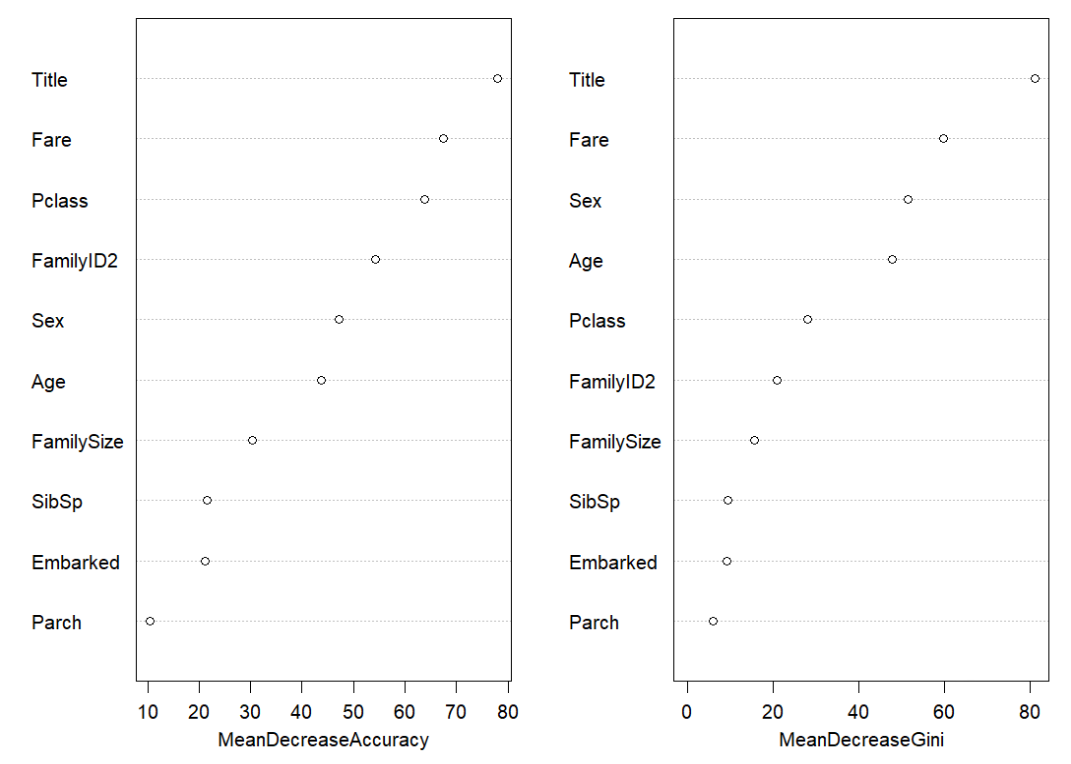 Title
Fare
Pclass
FamilyID2
Sex
Age
FamilySize
SibSp
Embarked
Parch
10 20 30 40 50 60 70 80
MeanDecreaseAccuracy
Title
Fare
Sex
Age
Pclass
FamilyID2
FamilySize
SibSp
Embarked
Parch
0 20 40 60 80
MeanDecreaseGini